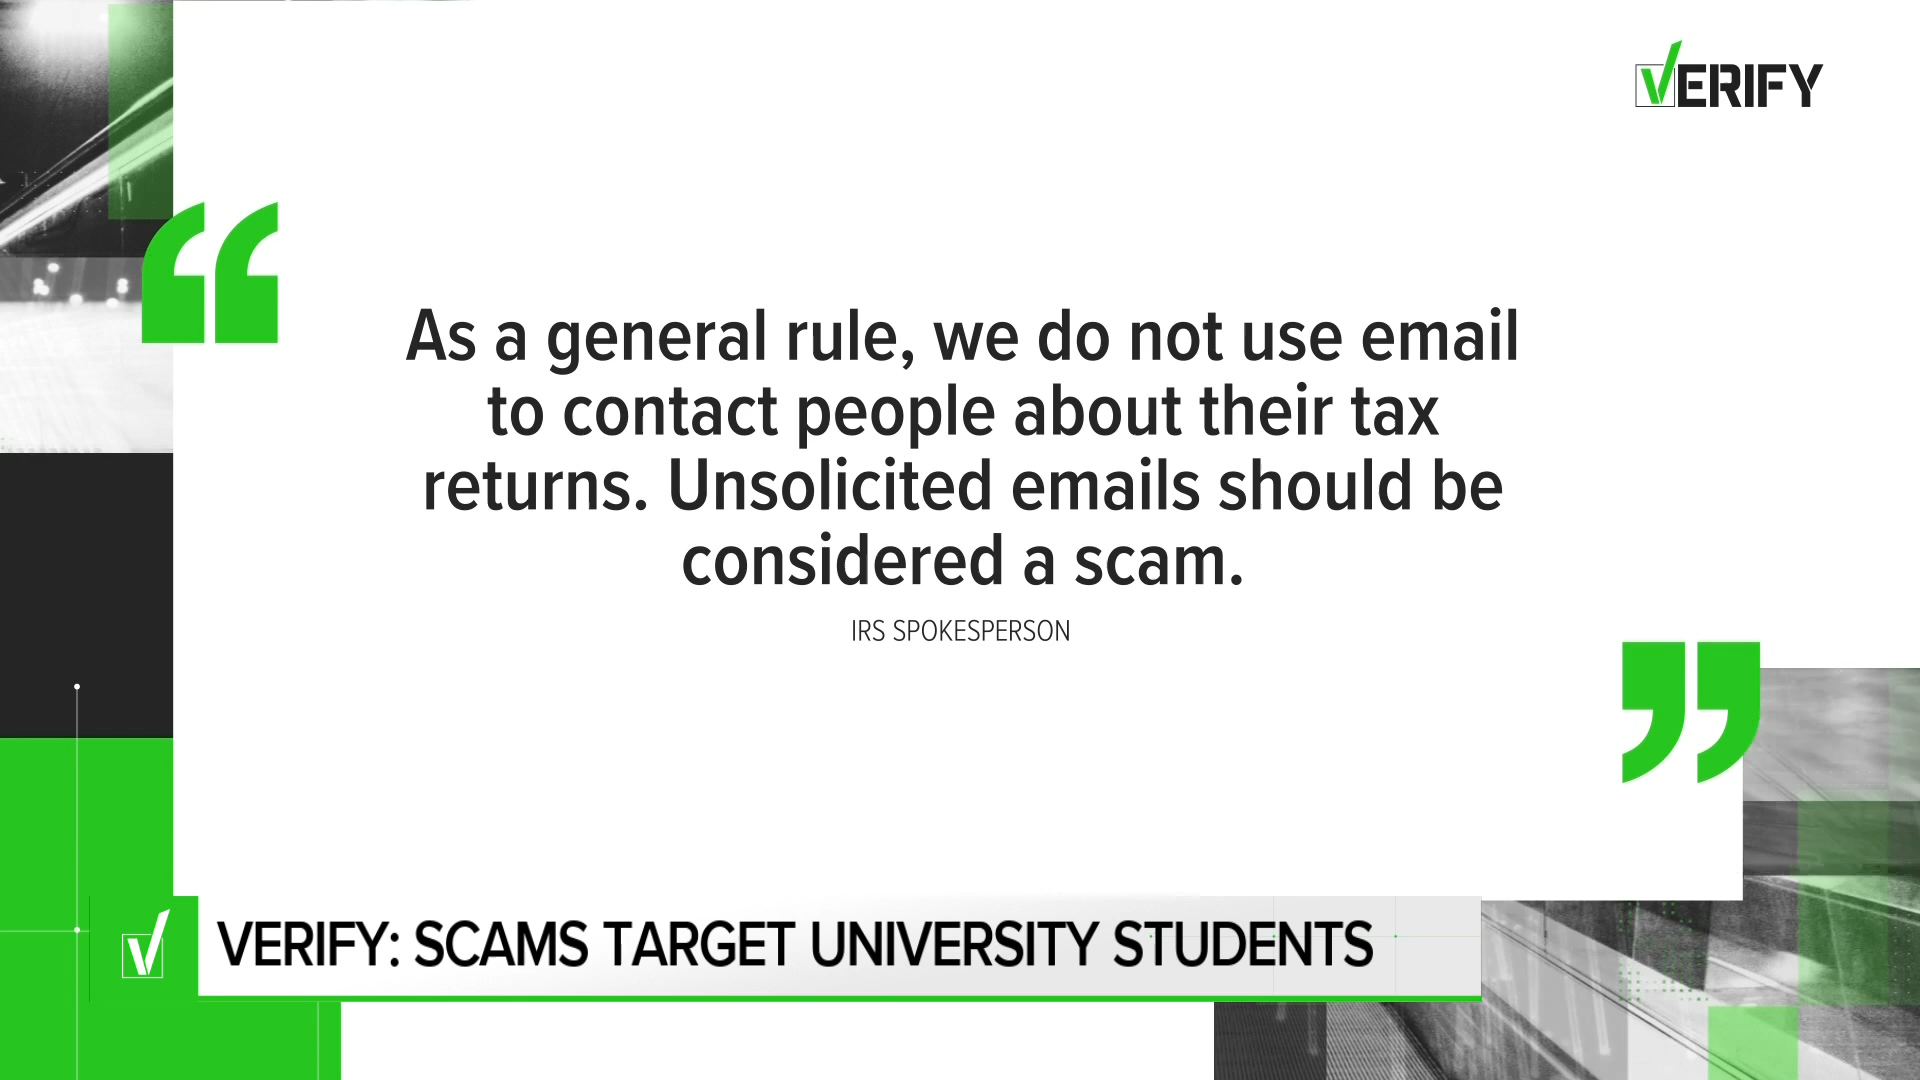 VERIFY
“
As a general rule, we do not use email
to contact people about their tax
returns. Unsolicited emails should be
considered a scam.
IRS SPOKESPERSON
”
VERIFY: SCAMS TARGET UNIVERSITY STUDENTS